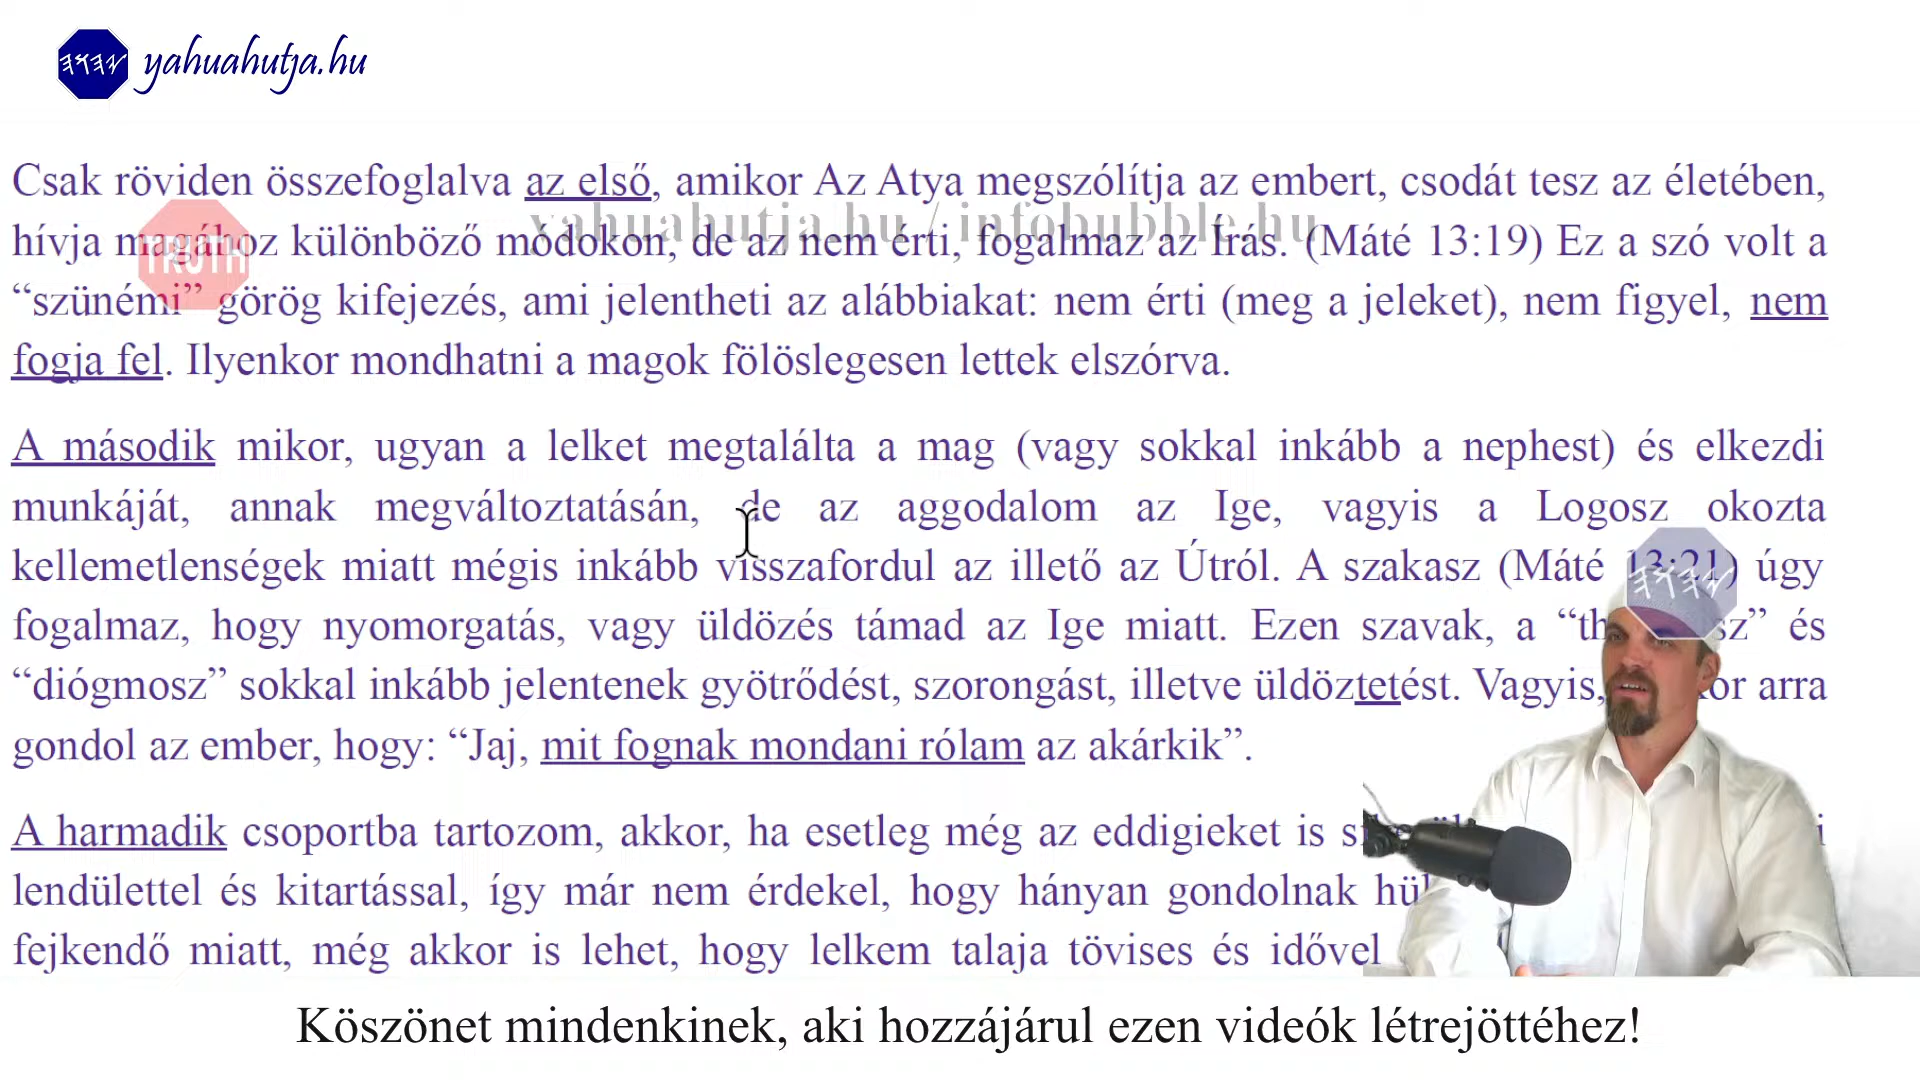 yahuahutja.hu
Csak röviden összefoglalva az első, amikor Az Atya megszólítja az embert, csodát tesz az életében,
yahuahutja.hu / infobubble.hu
hívja magához különböző módokon, de az nem érti, fogalmaz az Írás. (Máté 13:19) Ez a szó volt a
TRUTH
“szünémi” görög kifejezés, ami jelentheti az alábbiakat: nem érti (meg a jeleket), nem figyel, nem
fogja fel. Ilyenkor mondhatni a magok fölöslegesen lettek elszórva.
A második mikor, ugyan a lelket megtalálta a mag (vagy sokkal inkább a nephest) és elkezdi
munkáját, annak megváltoztatásán, de az aggodalom az Ige, vagyis a Logosz okozta
kellemetlenségek miatt mégis inkább visszafordul az illető az Útról. A szakasz (Máté 13:21) úgy
fogalmaz, hogy nyomorgatás, vagy üldözés támad az Ige miatt. Ezen szavak, a és
“diógmosz” sokkal inkább jelentenek gyötrődést, szorongást, illetve üldöztetést. Vagyis, arra
gondol az ember, hogy: “Jaj, mit fognak mondani rólam az akárkik”.
A harmadik csoportba tartozom, akkor, ha esetleg még az eddigieket is
lendülettel és kitartással, így már nem érdekel, hogy hányan gondolnak
fejkendő miatt, még akkor is lehet, hogy lelkem talaja tövises és idővel
Köszönet mindenkinek, aki hozzájárul ezen videók létrejöttéhez!